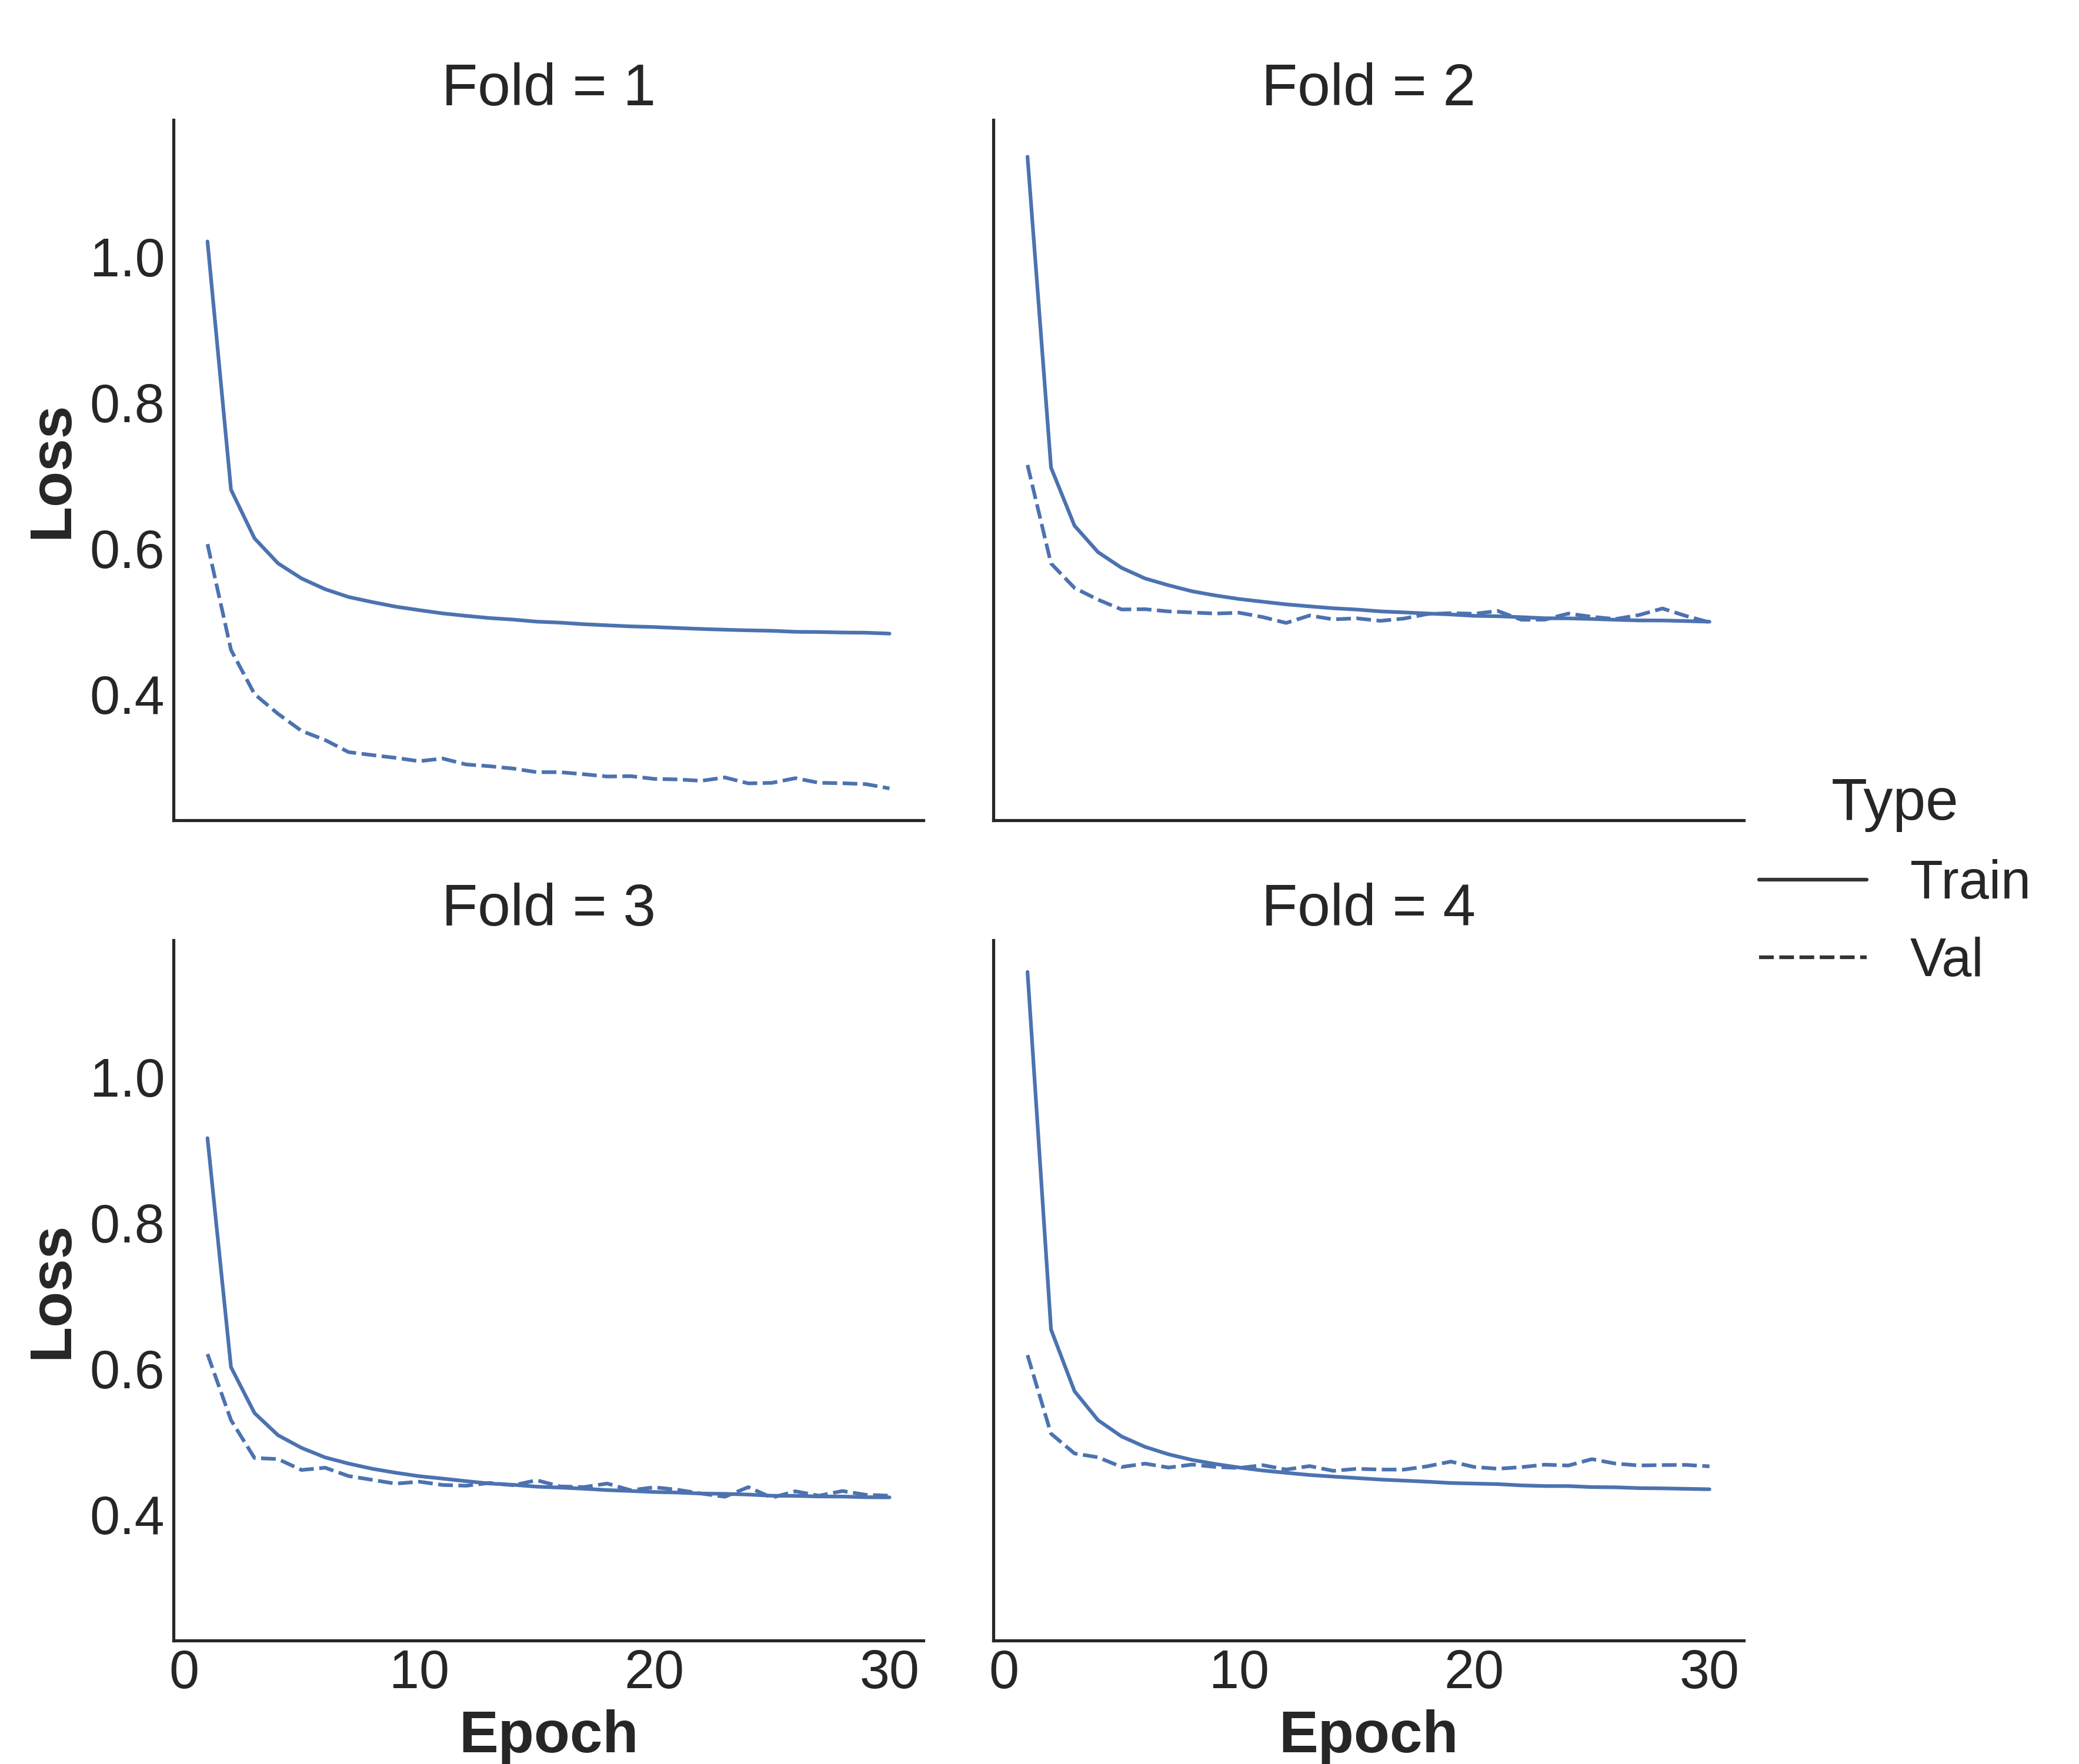 Fold = 1
Fold = 2
1.0
0.8
0.6
0.4
Loss
Type
Train
Val
Fold = 3
Fold = 4
1.0
0.8
0.6
0.4
Loss
0 10 20 30
0 10 20 30
Epoch
Epoch